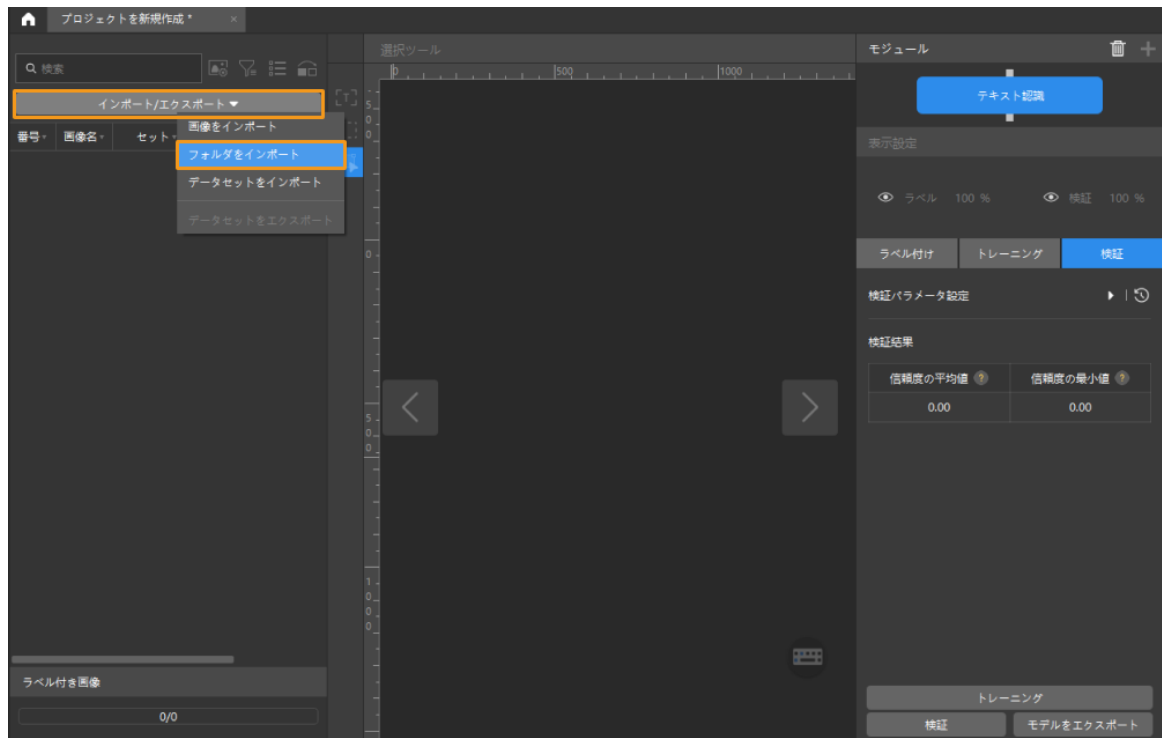 プロジェクトを新規作成 *
検索
インポート/エクスポート
番号 画像名 セット
画像をインポート
フォルダをインポート
データセットをインポート
データセットをエクスポート
ラベル付き画像
0/0
選択ツール
0 500 1000
500
0
500
1000
モジュール
テキスト認識
表示設定
ラベル 100 % 検証 100 %
ラベル付け トレーニング 検証
検証パラメータ設定
検証結果
信頼度の平均値 ? 信頼度の最小値 ?
0.00 0.00
トレーニング
検証 モデルをエクスポート